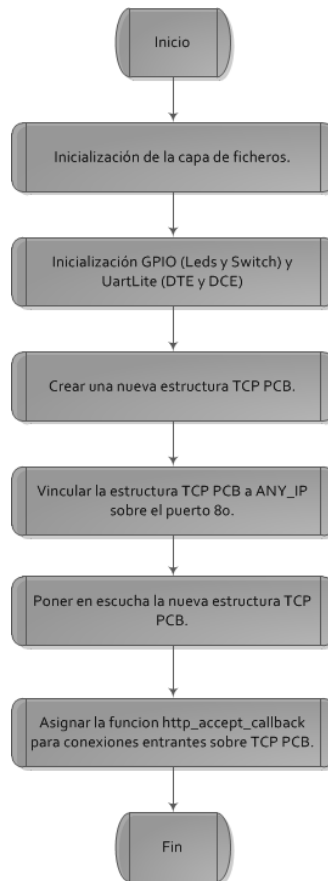 Inicio
Inicialización de la capa de ficheros.
Inicialización GPIO (Leds y Switch) y
UartLite (DTE y DCE)
Crear una nueva estructura TCP PCB.
Vincular la estructura TCP PCB a ANY_IP
sobre el puerto 80.
Poner en escucha la nueva estructura TCP
PCB.
Asignar la funcion http_accept_callback
para conexiones entrantes sobre TCP PCB.
Fin